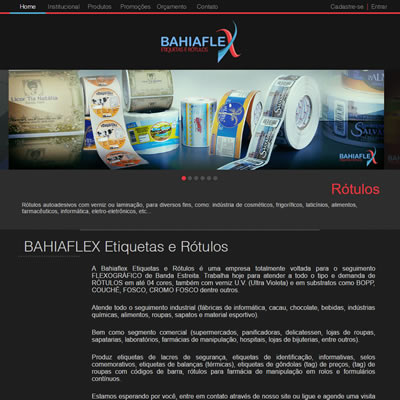 Home Institucional Produtos Promoções Orçamento Contato Cadastre-se | Entrar
BAHIAFLEX
ETIQUETAS E RÓTULOS
BAHIAFLEX
Rótulos
Rótulos autoadesivos com verniz ou laminação, para diversos fins, como: indústria de cosméticos, frigoríficos, laticínios, alimentos,
farmacêuticos, informática, eletro-eletrônicos, etc...
BAHIAFLEX Etiquetas e Rótulos
A Bahiaflex Etiquetas e Rótulos é uma empresa totalmente voltada para o seguimento
FLEXOGRÁFICO de Banda Estreita. Trabalha hoje para atender a todo o tipo e demanda de
RÓTULOS em até 04 cores, também com verniz U.V. (Ultra Violeta) e em substratos como BOPP,
COUCHÊ, FOSCO, CROMO FOSCO dentre outros.
Atende todo o seguimento industrial (fábricas de informática, cacau, chocolate, bebidas, indústrias
químicas, alimentos, roupas, sapatos e material esportivo).
Bem como segmento comercial (supermercados, panificadoras, delicatessen, lojas de roupas,
sapatarias, laboratórios, farmácias de manipulação, hospitais, lojas de bijuterias, entre outros).
Produz etiquetas de lacres de segurança, etiquetas de identificação, informativas, selos
comemorativos, etiquetas de balanças (térmicas), etiquetas de gôndolas (tag) de preços, (tag) de
roupas com códigos de barra, rótulos para farmácia de manipulação em rolos e formulários
contínuos.
Estamos esperando por você, entre em contato através de nosso site ou ligue e agende uma visita